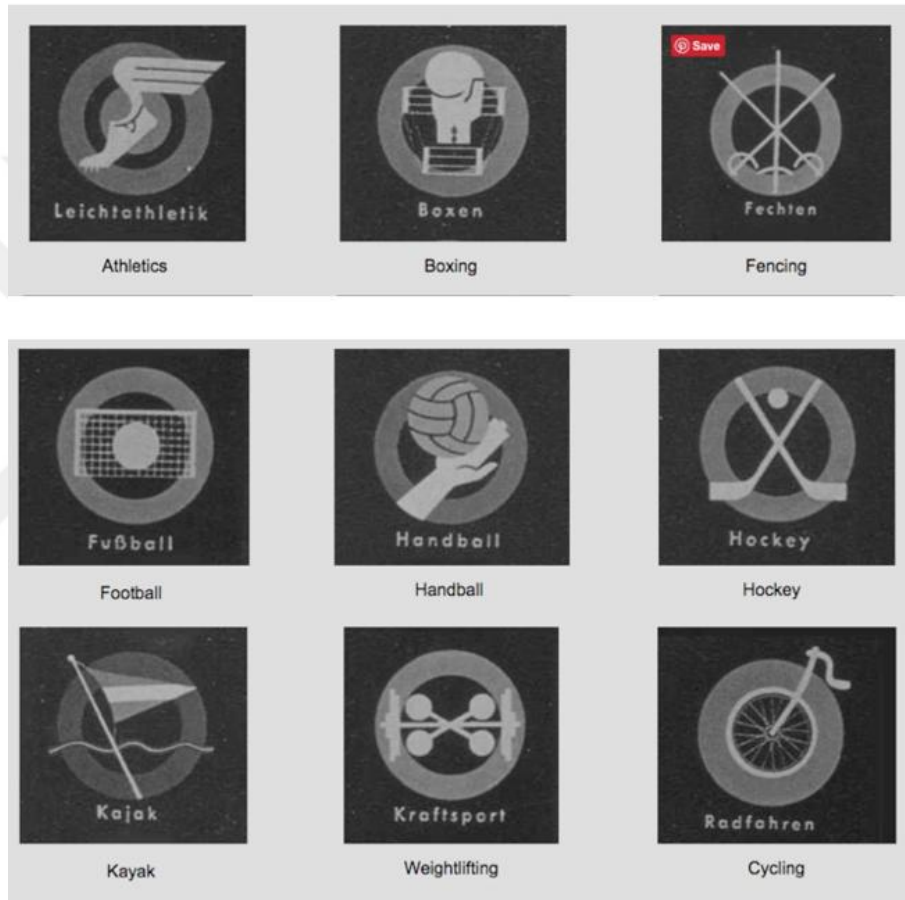 Save
Leichtathletik
Boxen
Fechten
Athletics
Boxing
Fencing
Fußball
Handball
Hockey
Football
Handball
Hockey
Kajak
Kraftsport
Radfahren
Kayak
Weightlifting
Cycling